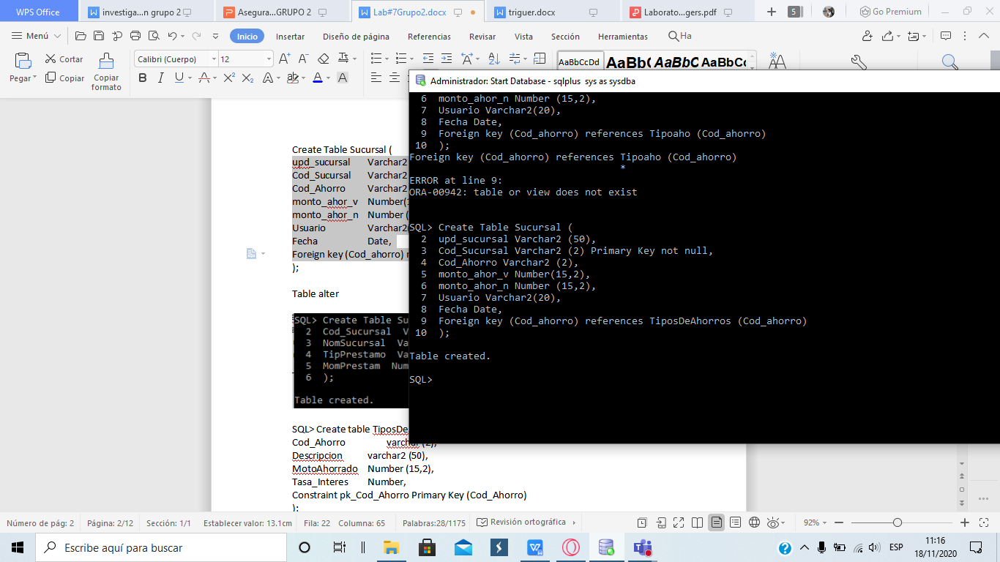 WPS Office
investiga...n grupo 2
Asegura...GRUPO 2
Lab#7Grupo2.docx
triguer.docx
Laborato...gers.pdf
5
Go Premium
Menú
Inicio
Insertar
Diseño de página
Referencias
Revisar
Vista
Sección
Herramientas
Ha
Pegar
Cortar
Copiar
Copiar formato
Calibri (Cuerpo)
12
AaBbCcDd
AaBb(
AaBbC
AaBbCc
Create Table Sucursal (
upd_sucursal Varchar2
Cod_Sucursal Varchar2
Cod_Ahorro Varchar2
monto_ahor_v Number(1
monto_ahor_n Number (
Usuario Varchar2(
Fecha Date,
Foreign key (Cod_ahorro) r
);
Table alter
SQL> Create Table Su
2 Cod_Sucursal V
3 NomSucursal Va
4 TipPrestamo Va
5 MomPrestam Num
6 );
Table created.
SQL> Create table TiposDe
Cod_Ahorro varchar (2),
Descripcion varchar2 (50),
MotoAhorrado Number (15,2),
Tasa_Interes Number,
Constraint pk_Cod_Ahorro Primary Key (Cod_Ahorro)
);
Administrador: Start Database - sqlplus sys as sysdba
6 monto_ahor_n Number (15,2),
7 Usuario Varchar2(20),
8 Fecha Date,
9 Foreign key (Cod_ahorro) references Tipoaho (Cod_ahorro)
10 );
Foreign key (Cod_ahorro) references Tipoaho (Cod_ahorro)
*
ERROR at line 9:
ORA-00942: table or view does not exist
SQL> Create Table Sucursal (
2 upd_sucursal Varchar2 (50),
3 Cod_Sucursal Varchar2 (2) Primary Key not null,
4 Cod_Ahorro Varchar2 (2),
5 monto_ahor_v Number(15,2),
6 monto_ahor_n Number (15,2),
7 Usuario Varchar2(20),
8 Fecha Date,
9 Foreign key (Cod_ahorro) references TiposDeAhorros (Cod_ahorro)
10 );
Table created.
SQL>
Número de pág: 2
Página: 2/12
Sección: 1/1
Establecer valor: 13.1cm
Fila: 22
Columna: 65
Palabras:28/1175
Revisión ortográfica
92%
Escribe aquí para buscar
ESP
11:16
18/11/2020